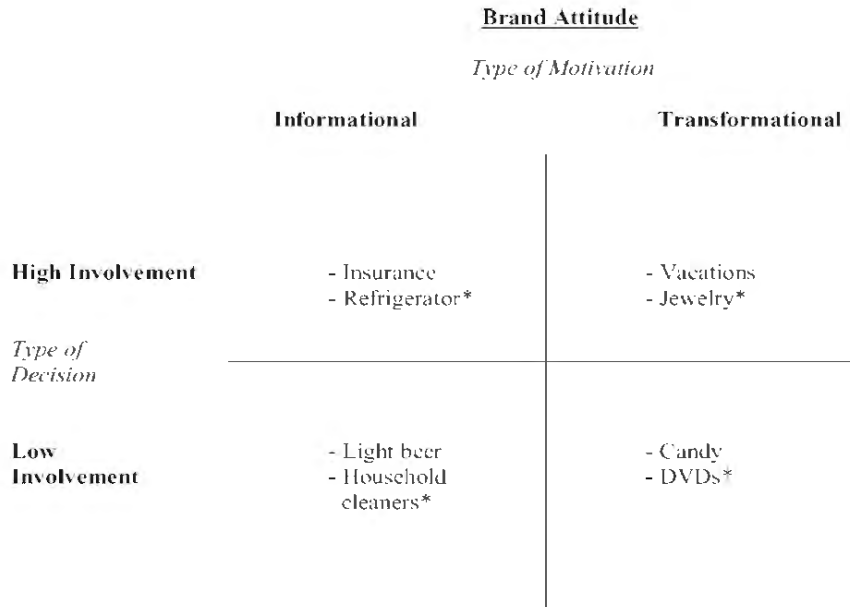 Brand Attitude
Type of Motivation
Informational Transformational
High Involvement - Insurance - Vacations
- Refrigerator* - Jewelry*
Type of
Decision
Low - Light beer - Candy
Involvement - Household - DVDs*
cleaners*